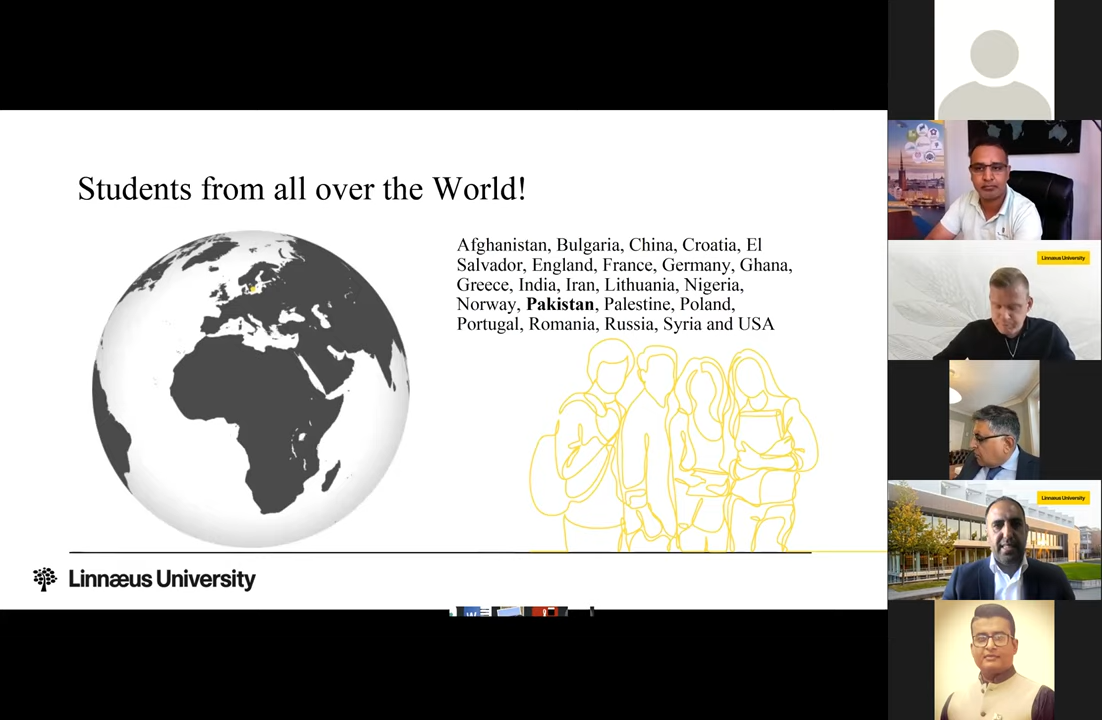 Students from all over the World!
Afghanistan, Bulgaria, China, Croatia, El
Salvador, England, France, Germany, Ghana,
Greece, India, Iran, Lithuania, Nigeria,
Norway, Pakistan, Palestine, Poland,
Portugal, Romania, Russia, Syria and USA
Linnæus University
Linnæus University
Linnæus University